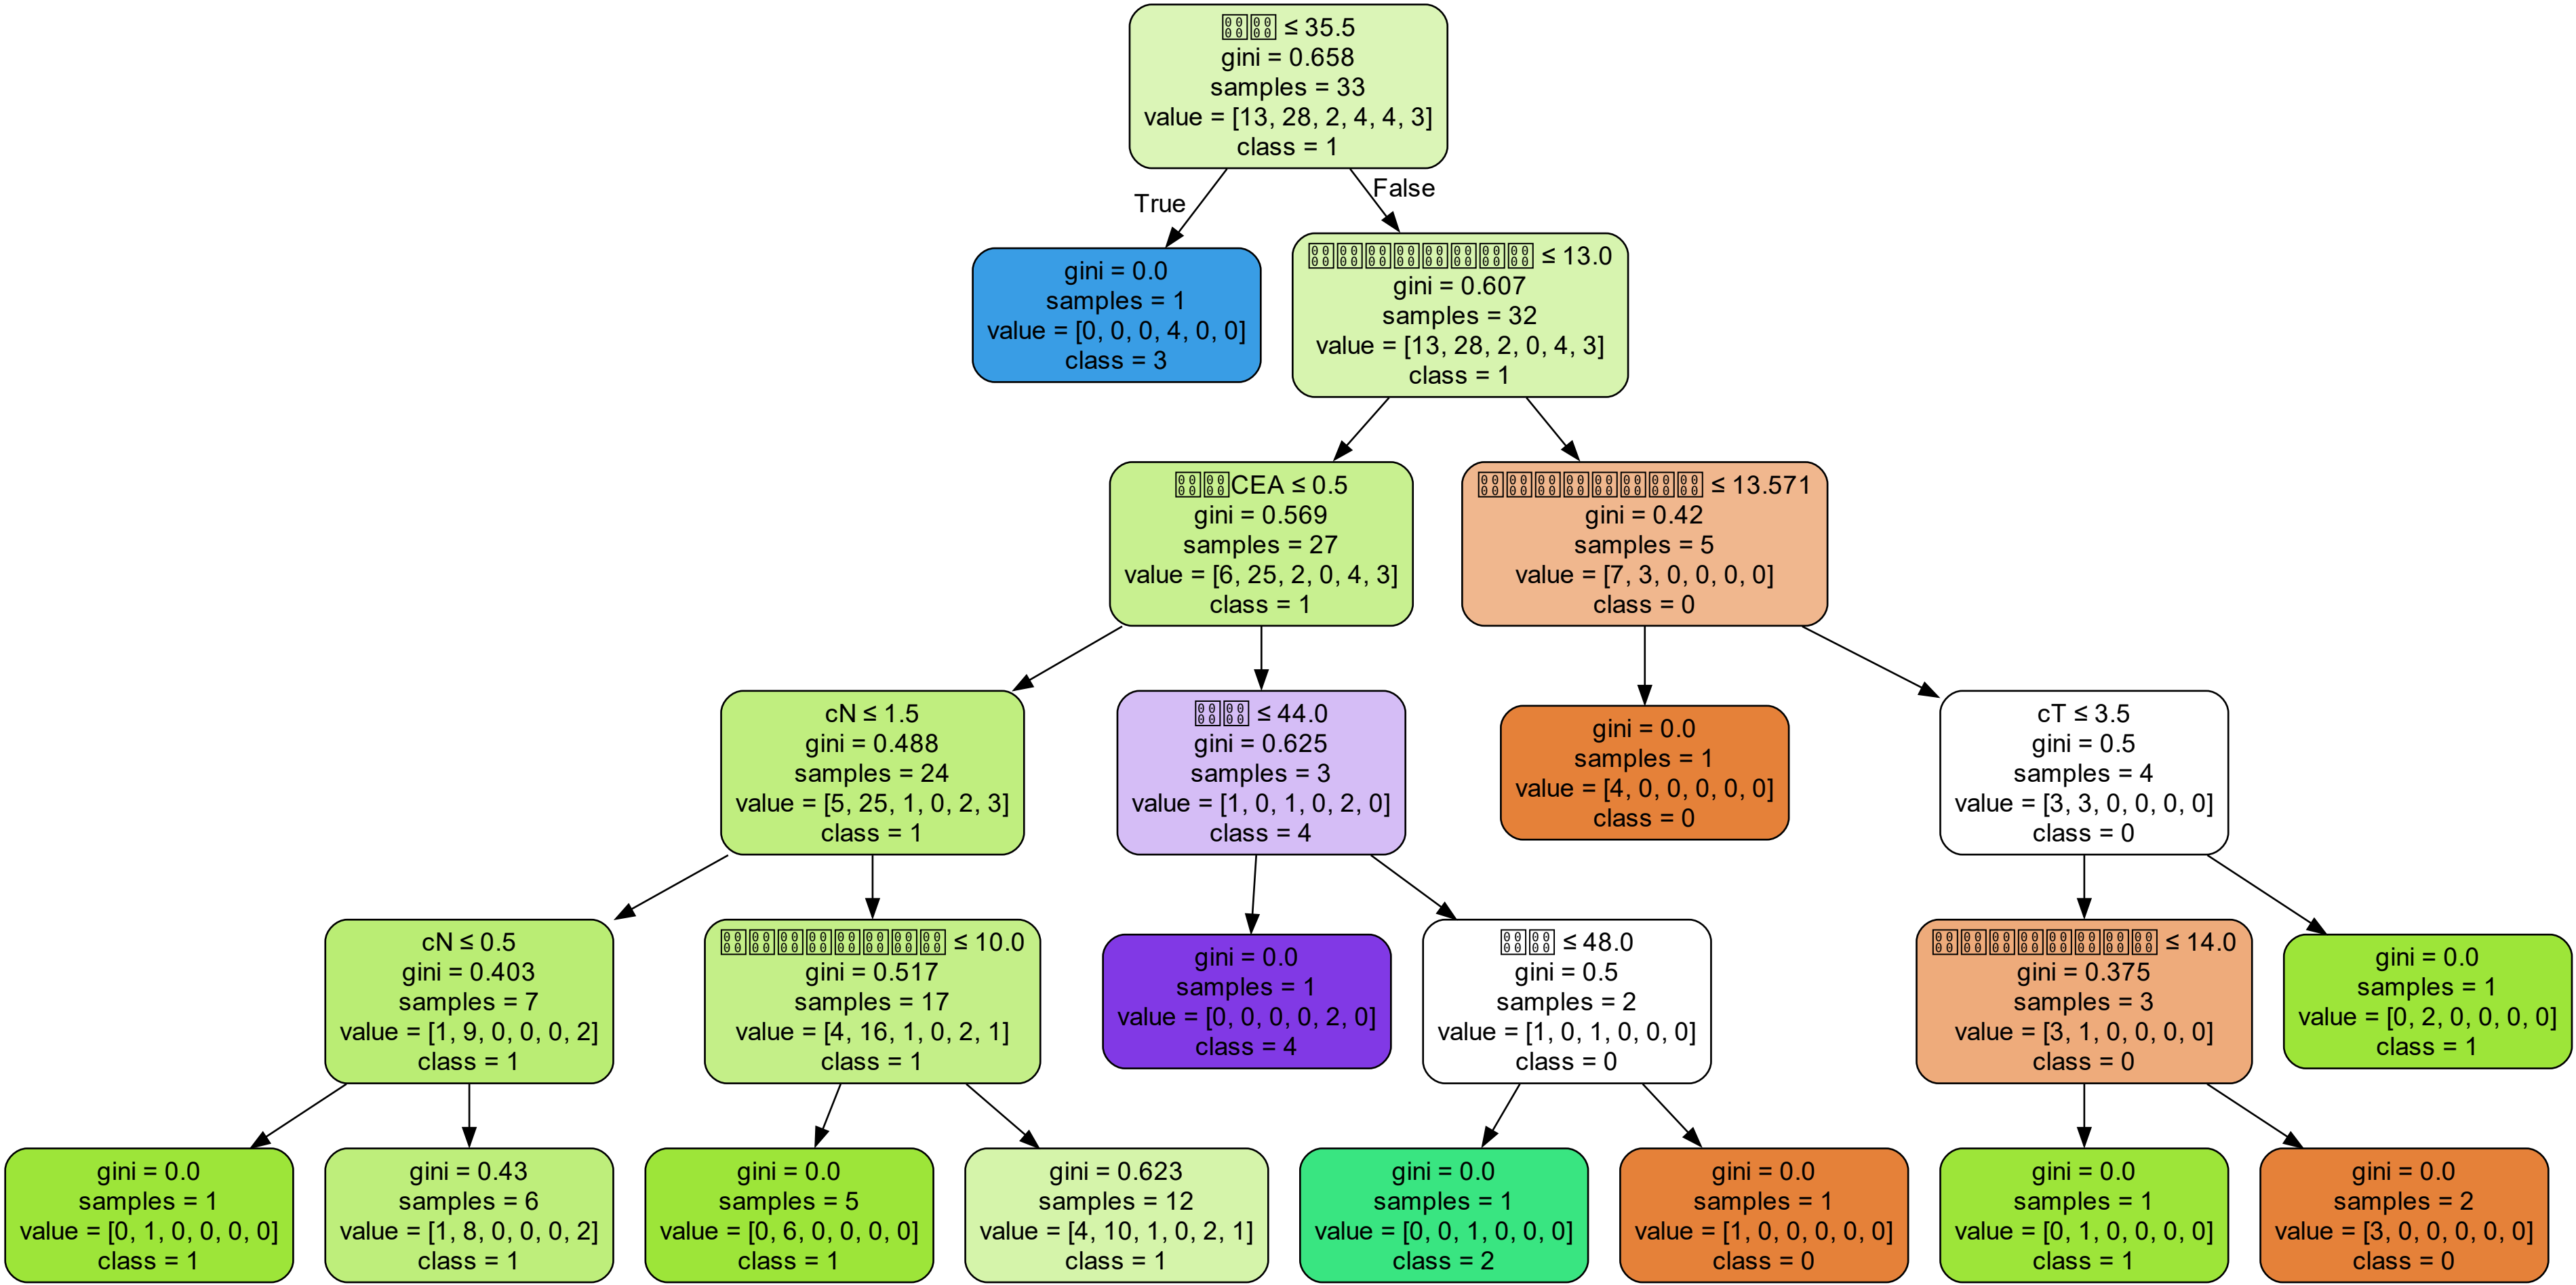 ≤ 35.5
gini = 0.658
samples = 33
value = [13, 28, 2, 4, 4, 3]
class = 1
True
False
gini = 0.0
samples = 1
value = [0, 0, 0, 4, 0, 0]
class = 3
≤ 13.0
gini = 0.607
samples = 32
value = [13, 28, 2, 0, 4, 3]
class = 1
CEA ≤ 0.5
gini = 0.569
samples = 27
value = [6, 25, 2, 0, 4, 3]
class = 1
≤ 13.571
gini = 0.42
samples = 5
value = [7, 3, 0, 0, 0, 0]
class = 0
cN ≤ 1.5
gini = 0.488
samples = 24
value = [5, 25, 1, 0, 2, 3]
class = 1
≤ 44.0
gini = 0.625
samples = 3
value = [1, 0, 1, 0, 2, 0]
class = 4
gini = 0.0
samples = 1
value = [4, 0, 0, 0, 0, 0]
class = 0
cT ≤ 3.5
gini = 0.5
samples = 4
value = [3, 3, 0, 0, 0, 0]
class = 0
cN ≤ 0.5
gini = 0.403
samples = 7
value = [1, 9, 0, 0, 0, 2]
class = 1
≤ 10.0
gini = 0.517
samples = 17
value = [4, 16, 1, 0, 2, 1]
class = 1
gini = 0.0
samples = 1
value = [0, 0, 0, 0, 2, 0]
class = 4
≤ 48.0
gini = 0.5
samples = 2
value = [1, 0, 1, 0, 0, 0]
class = 0
≤ 14.0
gini = 0.375
samples = 3
value = [3, 1, 0, 0, 0, 0]
class = 0
gini = 0.0
samples = 1
value = [0, 2, 0, 0, 0, 0]
class = 1
gini = 0.0
samples = 1
value = [0, 1, 0, 0, 0, 0]
class = 1
gini = 0.43
samples = 6
value = [1, 8, 0, 0, 0, 2]
class = 1
gini = 0.0
samples = 5
value = [0, 6, 0, 0, 0, 0]
class = 1
gini = 0.623
samples = 12
value = [4, 10, 1, 0, 2, 1]
class = 1
gini = 0.0
samples = 1
value = [0, 0, 1, 0, 0, 0]
class = 2
gini = 0.0
samples = 1
value = [1, 0, 0, 0, 0, 0]
class = 0
gini = 0.0
samples = 1
value = [0, 1, 0, 0, 0, 0]
class = 1
gini = 0.0
samples = 2
value = [3, 0, 0, 0, 0, 0]
class = 0